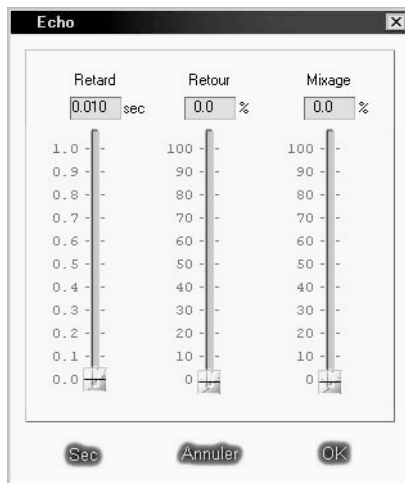 Echo
Retard Retour Mixage
0.010 sec 0.0 % 0.0 %
1.0 100 100
0.9 90 90
0.8 80 80
0.7 70 70
0.6 60 60
0.5 50 50
0.4 40 40
0.3 30 30
0.2 20 20
0.1 10 10
0.0 0 0
Sec Annuler OK